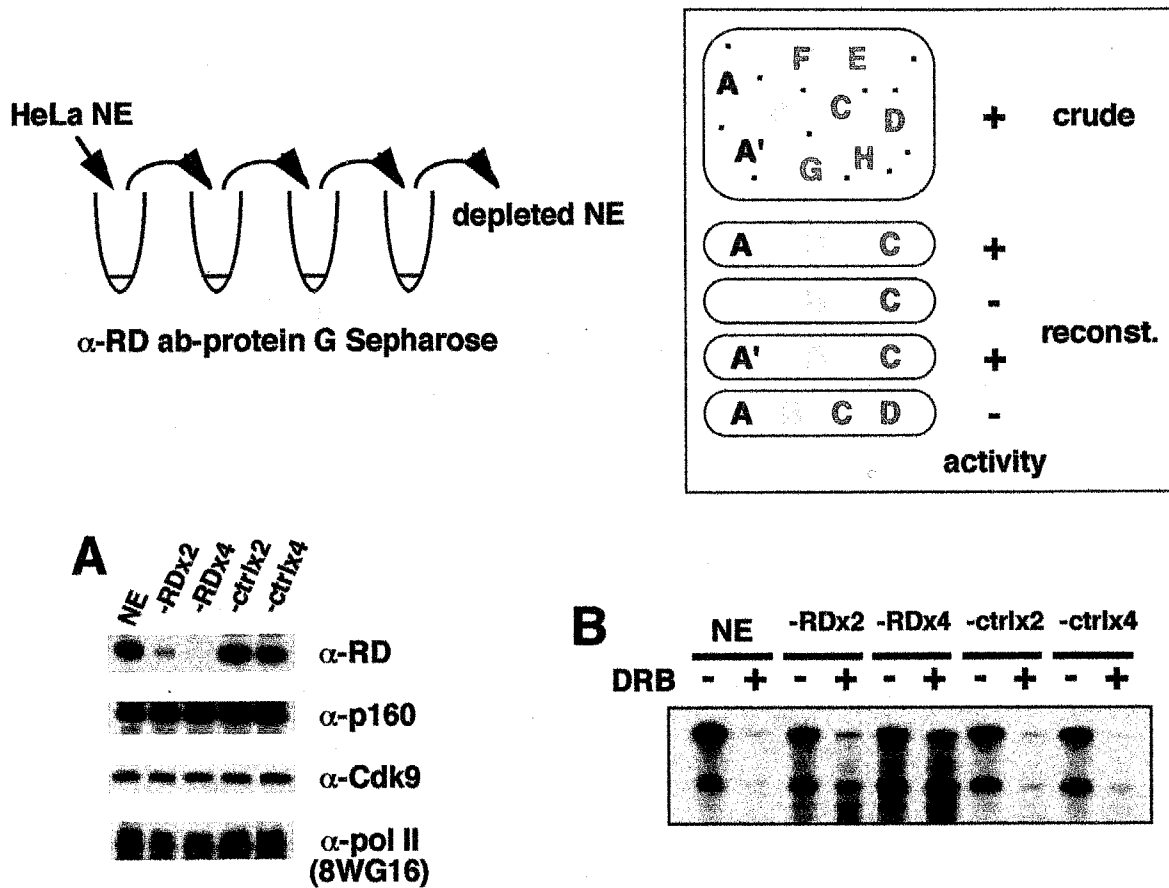 HeLa NE
depleted NE
α-RD ab-protein G Sepharose
F E
A
C
D
A'
G H
+ crude
A C +
C -
A' C +
reconst.
A B C D -
activity
A
NE -RDx2 -RDx4 -ctrlx2 -ctrlx4
α-RD
α-p160
α-Cdk9
α-pol II
(8WG16)
B
NE -RDx2 -RDx4 -ctrlx2 -ctrlx4
DRB - + - + - + - + - +